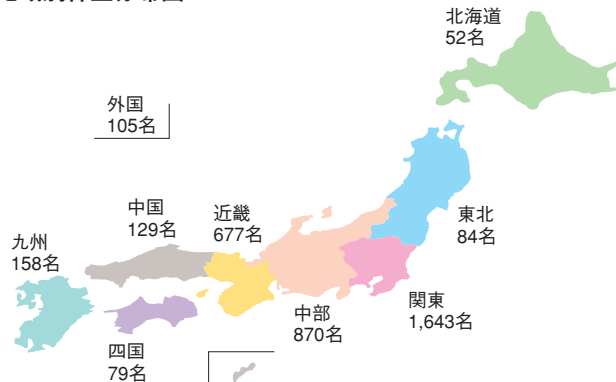 北海道
52名
外国
105名
東北
84名
中国
129名
近畿
677名
九州
158名
関東
1,643名
中部
870名
四国
79名